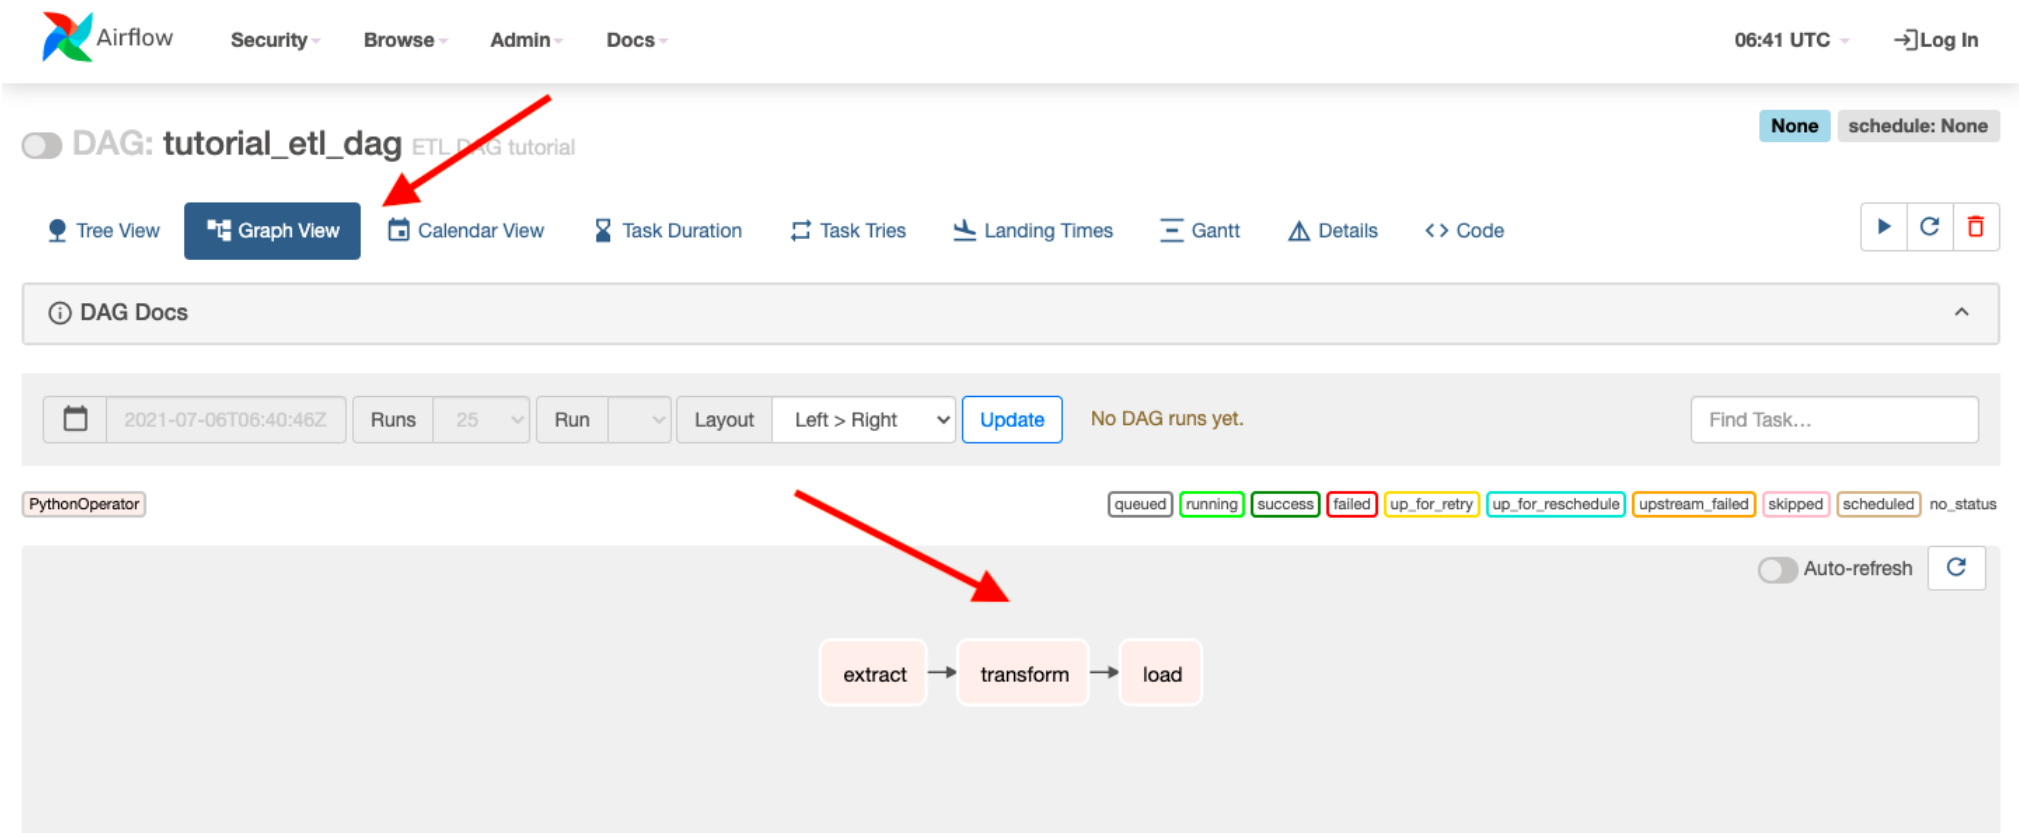 Airflow Security Browse Admin Docs 06:41 UTC Log In
DAG: tutorial_etl_dag ETL DAG tutorial None schedule: None
Tree View Graph View Calendar View Task Duration Task Tries Landing Times Gantt Details <> Code
DAG Docs
2021-07-06T06:40:46Z Runs 25 Run Layout Left > Right Update No DAG runs yet. Find Task...
PythonOperator queued running success failed up_for_retry up_for_reschedule upstream_failed skipped scheduled no_status
Auto-refresh
extract transform load